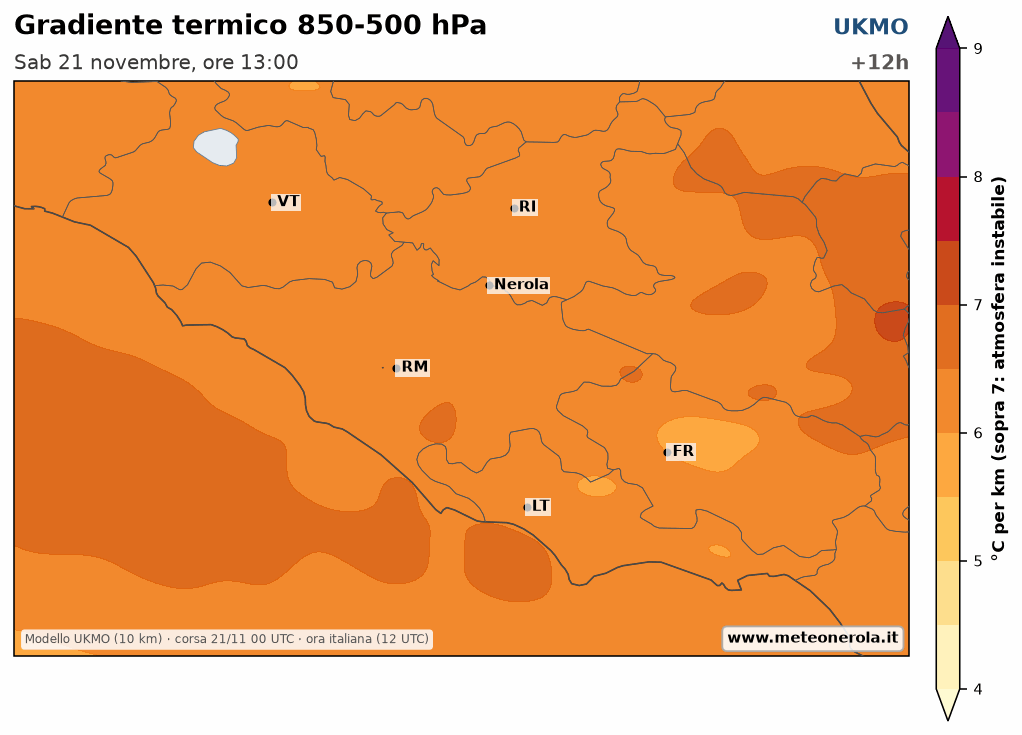 Gradiente termico 850-500 hPa
UKMO
Sab 21 novembre, ore 13:00
+12h
VT
RI
Nerola
RM
FR
LT
Modello UKMO (10 km) · corsa 21/11 00 UTC · ora italiana (12 UTC)
www.meteonerola.it
9
8
7
6
5
4
°C per km (sopra 7: atmosfera instabile)